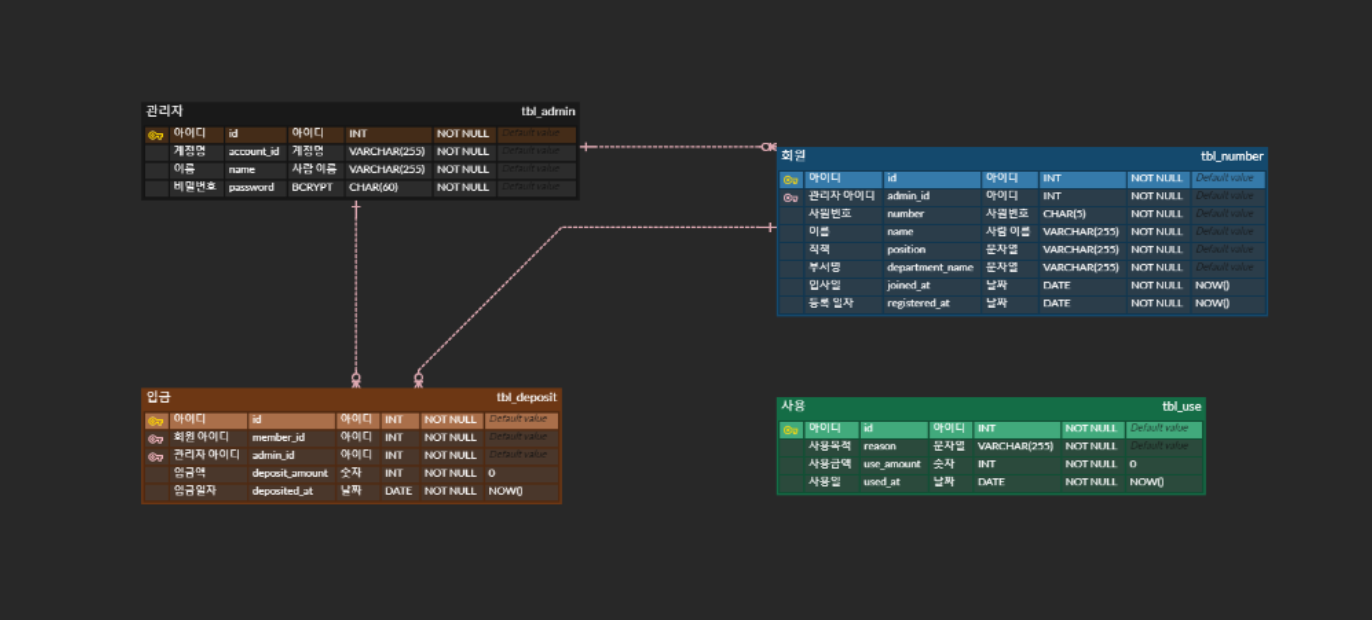 관리자 tbl_admin
아이디 id 아이디 INT NOT NULL Default value
계정명 account_id 계정명 VARCHAR(255) NOT NULL Default value
이름 name 사람 이름 VARCHAR(255) NOT NULL Default value
비밀번호 password BCRYPT CHAR(60) NOT NULL Default value
회원 tbl_number
아이디 id 아이디 INT NOT NULL Default value
관리자 아이디 admin_id 아이디 INT NOT NULL Default value
사원번호 number 사원번호 CHAR(5) NOT NULL Default value
이름 name 사람 이름 VARCHAR(255) NOT NULL Default value
직책 position 문자열 VARCHAR(255) NOT NULL Default value
부서명 department_name 문자열 VARCHAR(255) NOT NULL Default value
입사일 joined_at 날짜 DATE NOT NULL NOW()
등록 일자 registered_at 날짜 DATE NOT NULL NOW()
입금 tbl_deposit
아이디 id 아이디 INT NOT NULL Default value
회원 아이디 member_id 아이디 INT NOT NULL Default value
관리자 아이디 admin_id 아이디 INT NOT NULL Default value
입금액 deposit_amount 숫자 INT NOT NULL 0
입금일자 deposited_at 날짜 DATE NOT NULL NOW()
사용 tbl_use
아이디 id 아이디 INT NOT NULL Default value
사용목적 reason 문자열 VARCHAR(255) NOT NULL Default value
사용금액 use_amount 숫자 INT NOT NULL 0
사용일 used_at 날짜 DATE NOT NULL NOW()